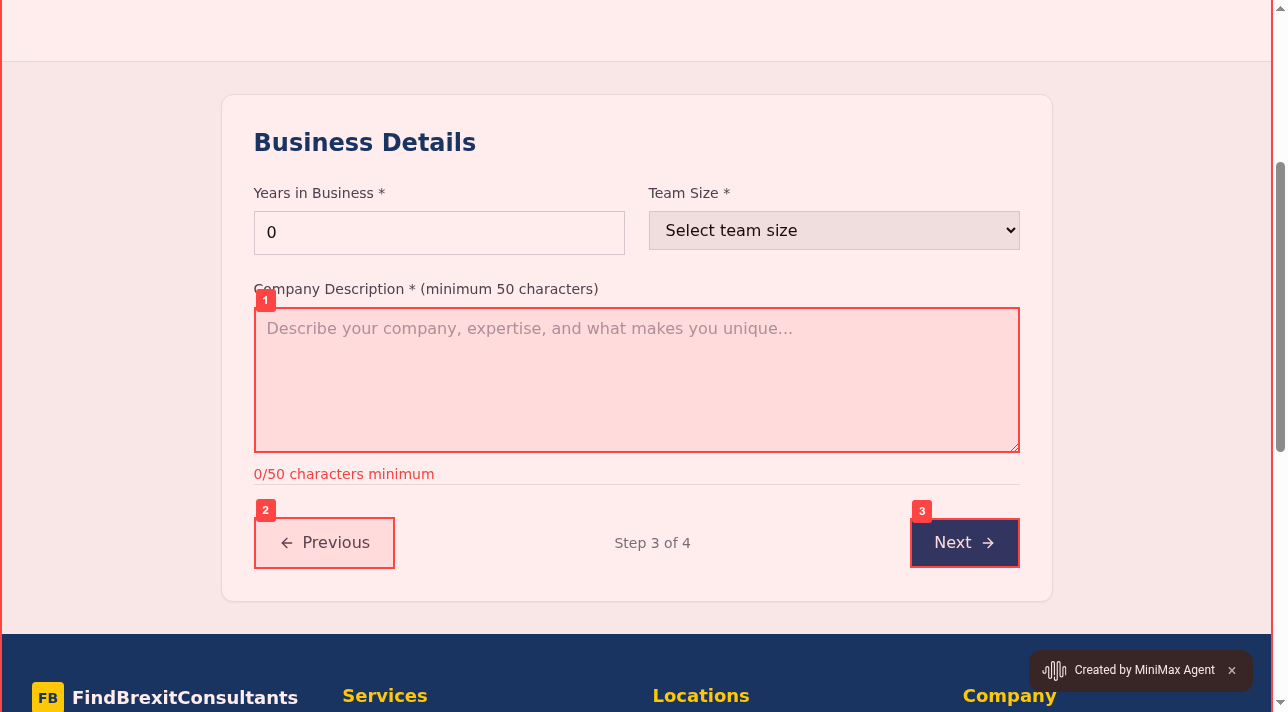 Business Details
Years in Business *
Team Size *
0
Select team size
Company Description * (minimum 50 characters)
1
Describe your company, expertise, and what makes you unique...
0/50 characters minimum
2
3
← Previous
Step 3 of 4
Next →
Created by MiniMax Agent ×
FB FindBrexitConsultants
Services
Locations
Company